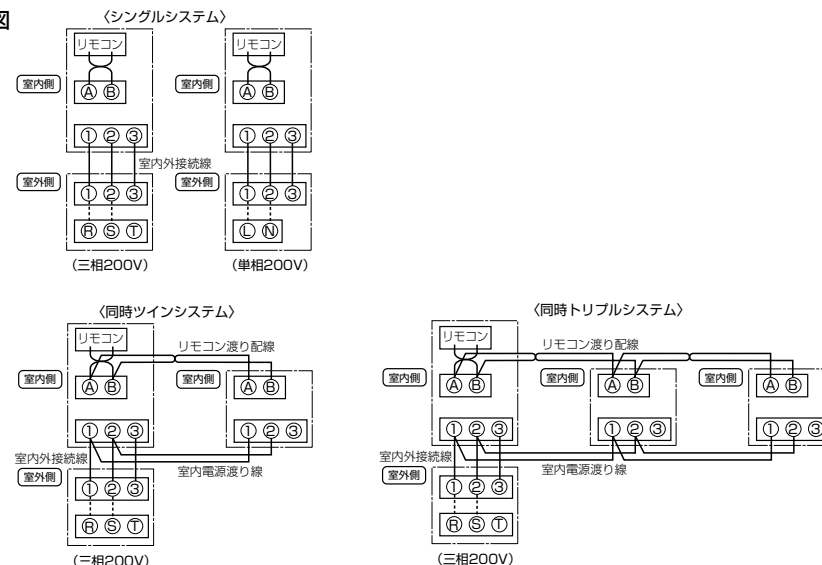 図
〈シングルシステム〉
リモコン
リモコン
室内側
Ⓐ Ⓑ
室内側
Ⓐ Ⓑ
① ② ③
① ② ③
室内外接続線
室外側
① ② ③
室外側
① ② ③
Ⓡ Ⓢ Ⓣ
Ⓛ Ⓝ
(三相200V)
(単相200V)
〈同時ツインシステム〉
リモコン
リモコン渡り配線
室内側
Ⓐ Ⓑ
室内側
Ⓐ Ⓑ
① ② ③
① ② ③
室内外接続線
室内電源渡り線
室外側
① ② ③
Ⓡ Ⓢ Ⓣ
(三相200V)
〈同時トリプルシステム〉
リモコン
リモコン渡り配線
室内側
Ⓐ Ⓑ
室内側
Ⓐ Ⓑ
室内側
Ⓐ Ⓑ
① ② ③
① ② ③
① ② ③
室内外接続線
室内電源渡り線
室外側
① ② ③
Ⓡ Ⓢ Ⓣ
(三相200V)